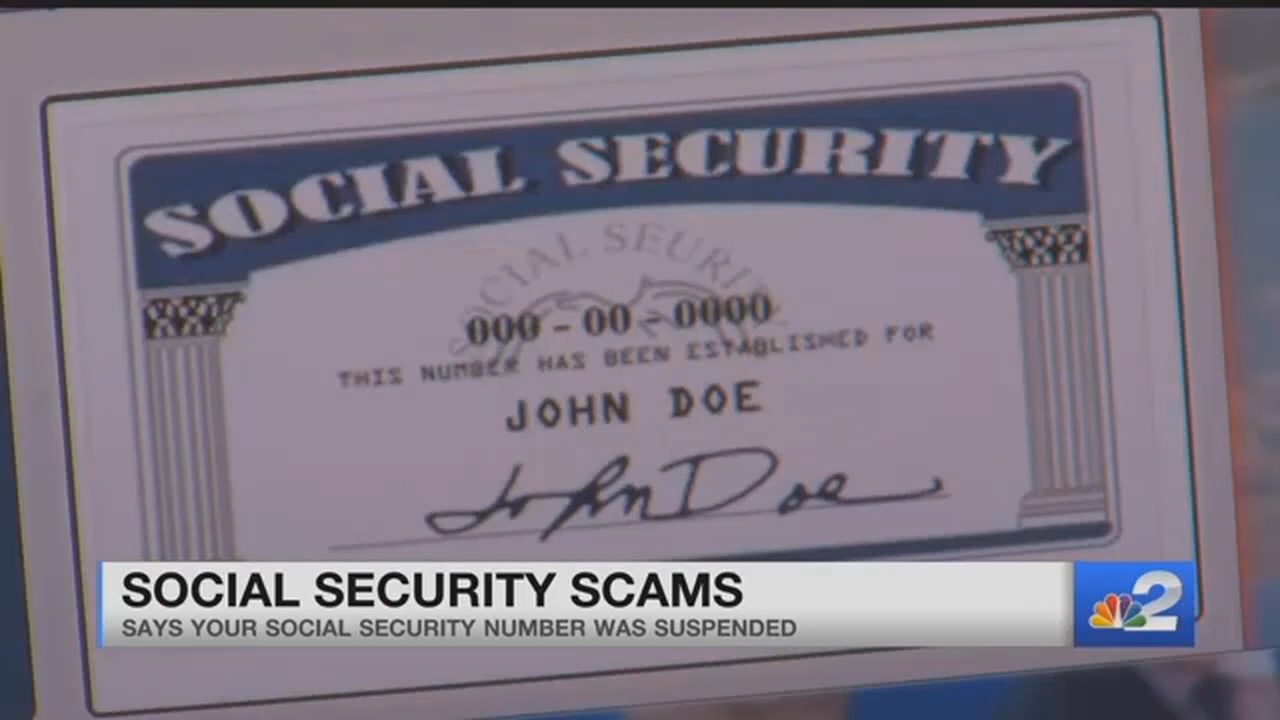 SOCIAL SECURITY
SOCIAL SEURITY
000 - 00 - 0000
THIS NUMBER HAS BEEN ESTABLISHED FOR
JOHN DOE
John Doe
SOCIAL SECURITY SCAMS
SAYS YOUR SOCIAL SECURITY NUMBER WAS SUSPENDED
2